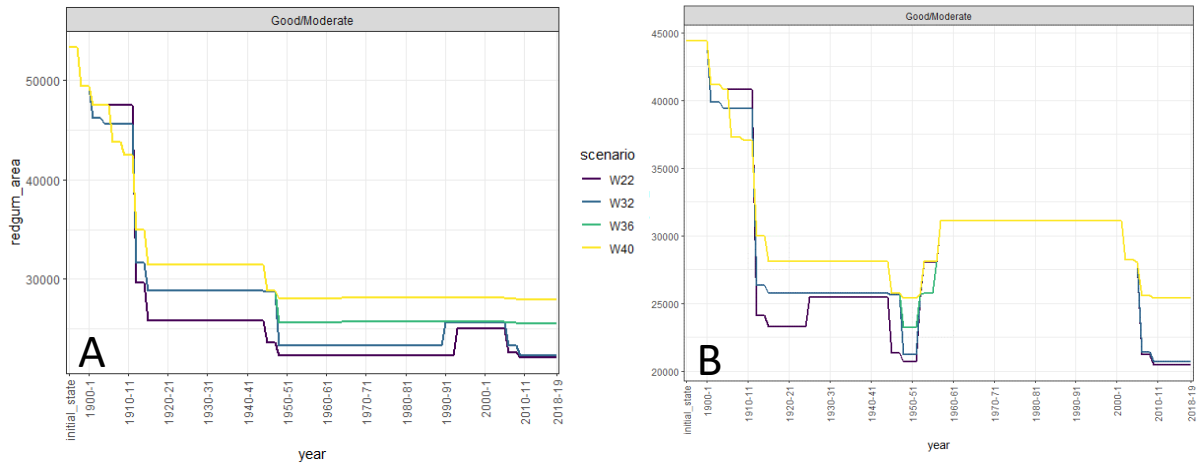 Good/Moderate
50000
40000
30000
redgum_area
A
initial_state
1900-1
1910-11
1920-21
1930-31
1940-41
1950-51
1960-61
1970-71
1980-81
1990-91
2000-1
2010-11
2018-19
year
scenario
W22
W32
W36
W40
Good/Moderate
45000
40000
35000
30000
25000
20000
B
initial_state
1900-1
1910-11
1920-21
1930-31
1940-41
1950-51
1960-61
1970-71
1980-81
1990-91
2000-1
2010-11
2018-19
year